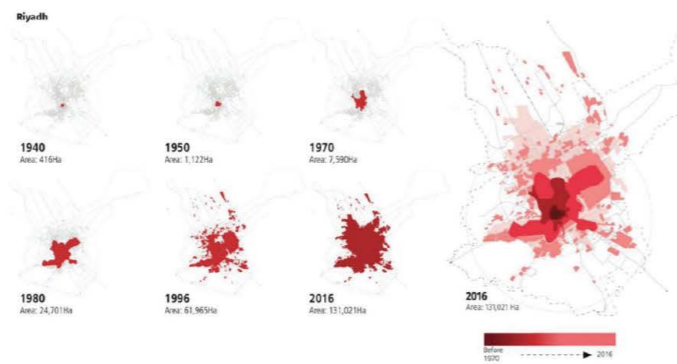 Riyadh
1940
Area: 416Ha
1950
Area: 1,122Ha
1970
Area: 7,590Ha
1980
Area: 24,701Ha
1996
Area: 61,965Ha
2016
Area: 131,021Ha
2016
Area: 131,021 Ha
Before
1970
2016